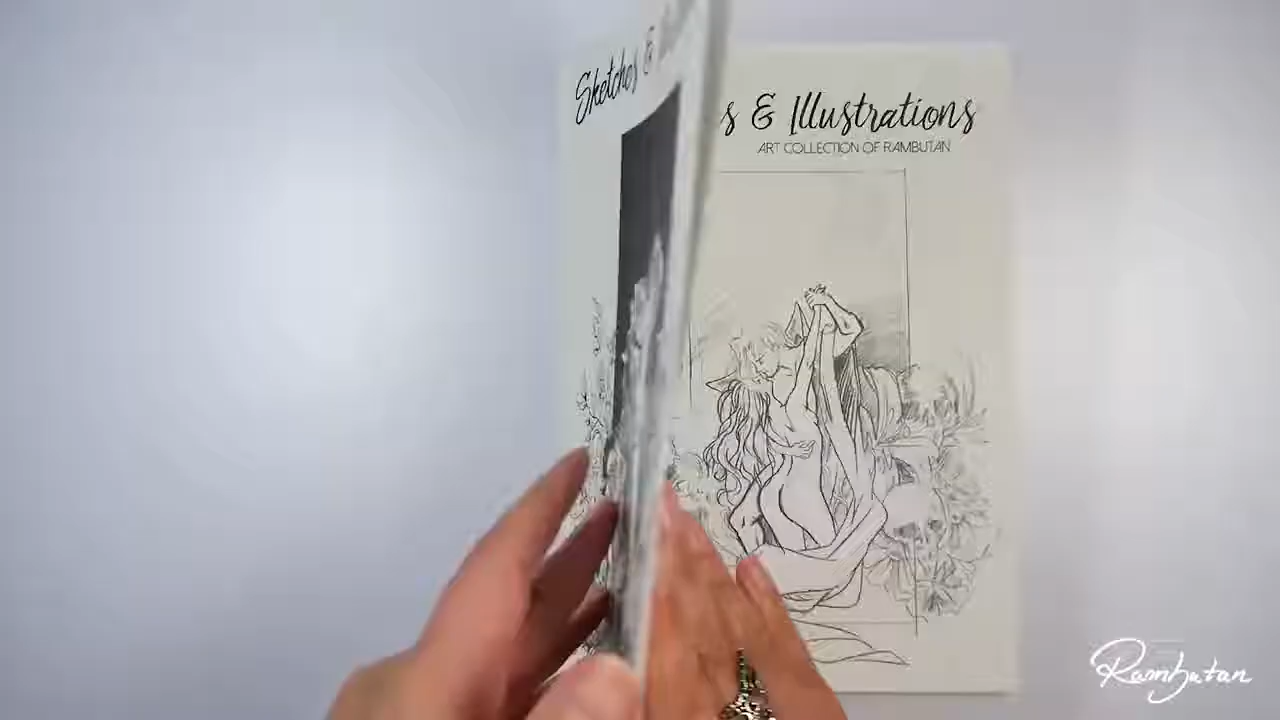 Sketches &
s & Illustrations
ART COLLECTION OF RAMBUTAN
Rambutan